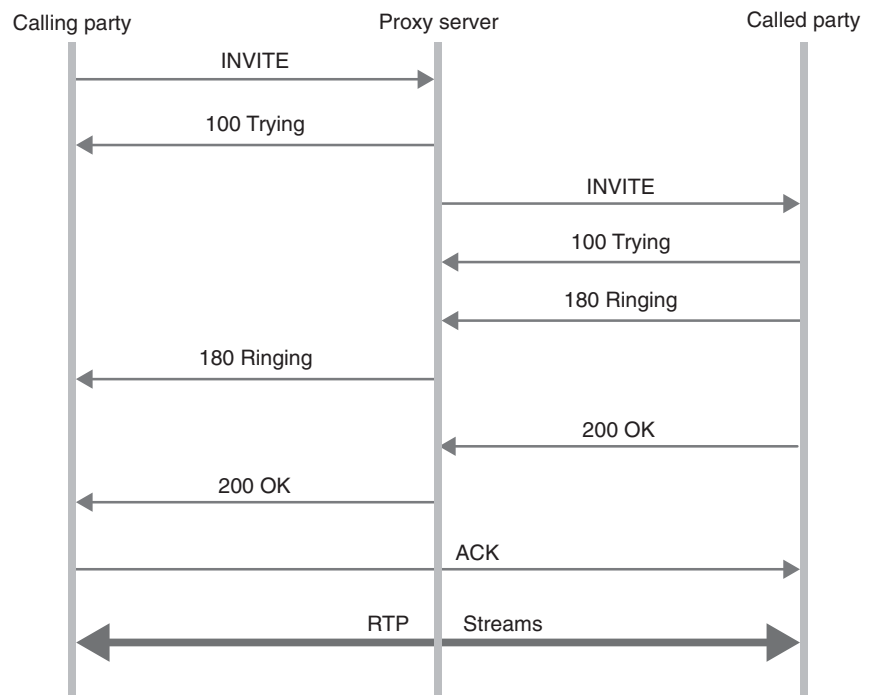 Calling party
Proxy server
Called party
INVITE
100 Trying
INVITE
100 Trying
180 Ringing
180 Ringing
200 OK
200 OK
ACK
RTP Streams